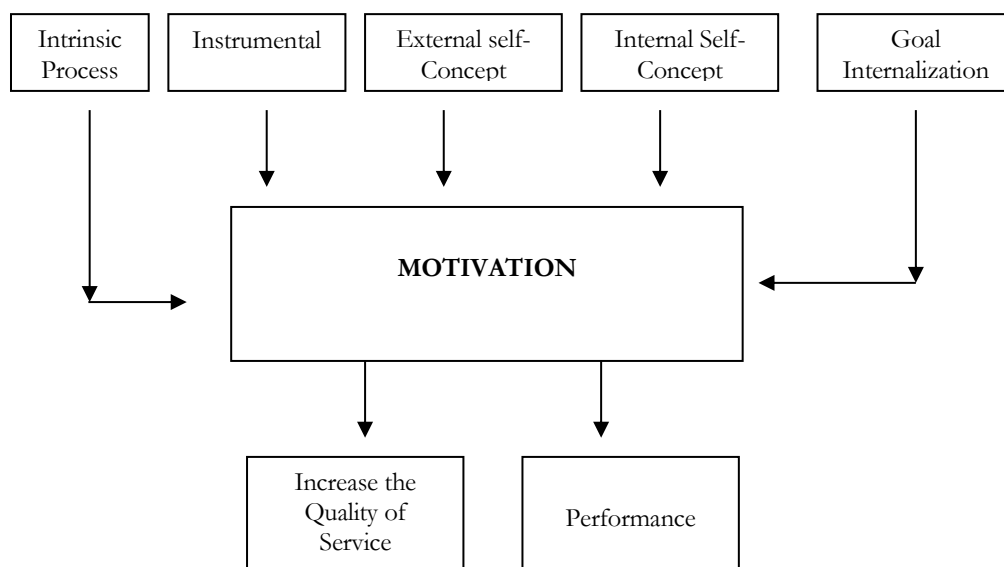 Intrinsic
Process
Instrumental
External self-
Concept
Internal Self-
Concept
Goal
Internalization
MOTIVATION
Increase the
Quality of
Service
Performance